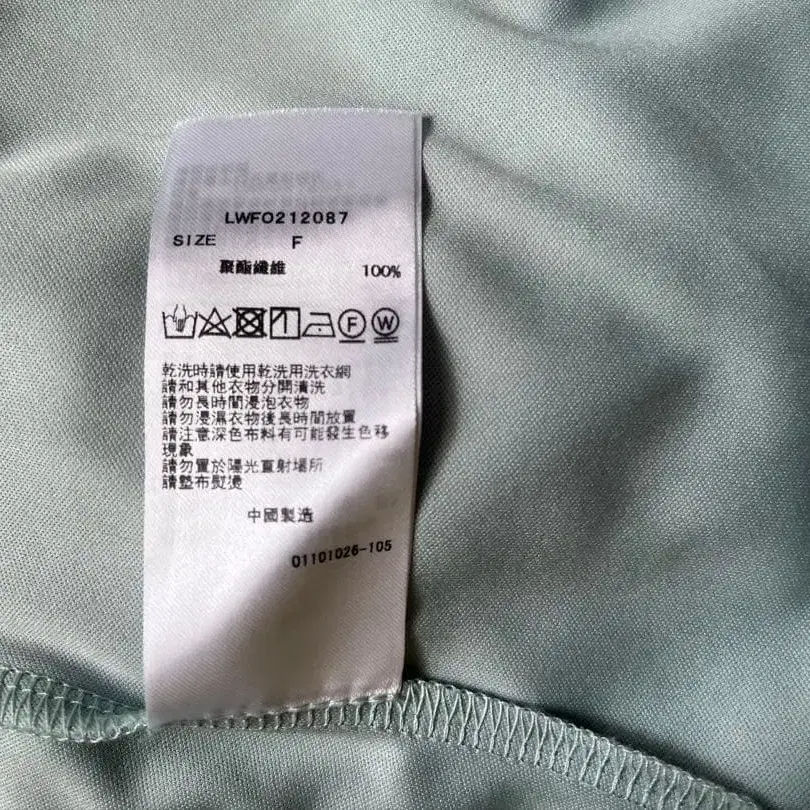 LWFO212087
SIZE F
聚酯纖維 100%
F W
乾洗時請使用乾洗用洗衣網
請和其他衣物分開清洗
請勿長時間浸泡衣物
請勿浸濕衣物後長時間放置
請注意深色布料有可能發生色移
現象
請勿置於陽光直射場所
請墊布熨燙
中國製造
01101026-105